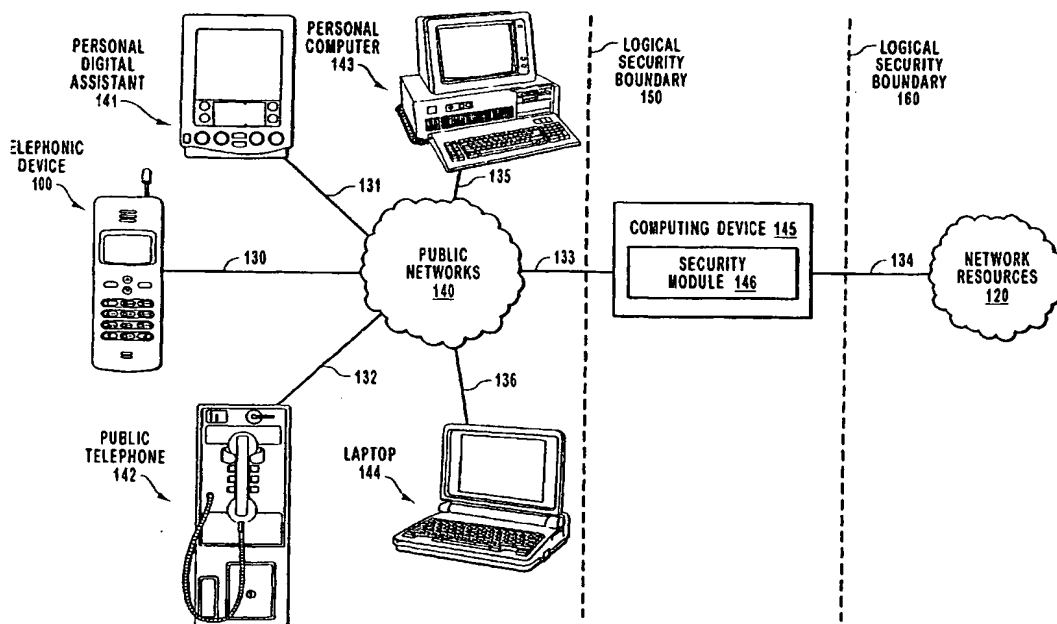 PERSONAL
DIGITAL
ASSISTANT
141
PERSONAL
COMPUTER
143
LOGICAL
SECURITY
BOUNDARY
150
LOGICAL
SECURITY
BOUNDARY
160
ELEPHONIC
DEVICE
100
131
135
130
PUBLIC
NETWORKS
140
133
COMPUTING DEVICE 145
SECURITY
MODULE 146
134
NETWORK
RESOURCES
120
132
136
PUBLIC
TELEPHONE
142
LAPTOP
144